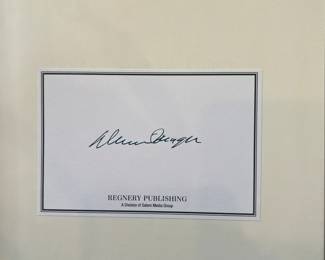 REGNERY PUBLISHING
A Division of Salem Media Group